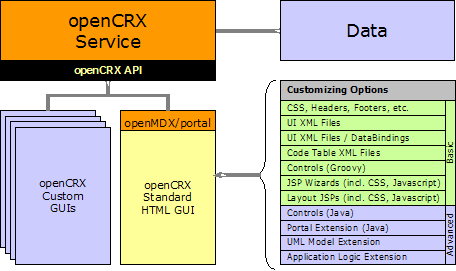 openCRX
Service
Data
openCRX API
openMDX/portal
openCRX
Custom
GUIs
openCRX
Standard
HTML GUI
Customizing Options
CSS, Headers, Footers, etc.
UI XML Files
UI XML Files / DataBindings
Code Table XML Files
Controls (Groovy)
JSP Wizards (incl. CSS, Javascript)
Layout JSPs (incl. CSS, Javascript)
Basic
Controls (Java)
Portal Extension (Java)
UML Model Extension
Application Logic Extension
Advanced